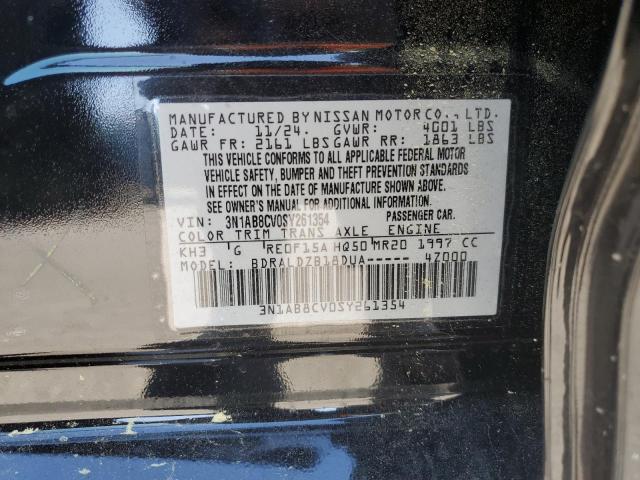 MANUFACTURED BY NISSAN MOTOR CO., LTD.
DATE: 11/24. GVWR: 4001 LBS
GAWR FR: 2161 LBS GAWR RR: 1863 LBS
THIS VEHICLE CONFORMS TO ALL APPLICABLE FEDERAL MOTOR
VEHICLE SAFETY, BUMPER AND THEFT PREVENTION STANDARDS
IN EFFECT ON THE DATE OF MANUFACTURE SHOWN ABOVE.
SEE OWNER'S MANUAL FOR ADDITIONAL INFORMATION.
VIN: 3N1AB8CV0SY261354 PASSENGER CAR.
COLOR TRIM TRANS AXLE ENGINE
KH3 G RE0F15A HQ50 MR20 1997 CC
MODEL: BDRALDZB18DUA----- 4Z000
3N1AB8CV0SY261354